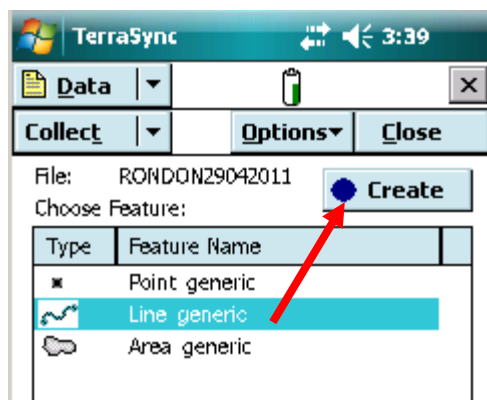 TerraSync 3:39
Data
Collect Options Close
File: RONDON29042011 Create
Choose Feature:
Type Feature Name
Point generic
Line generic
Area generic